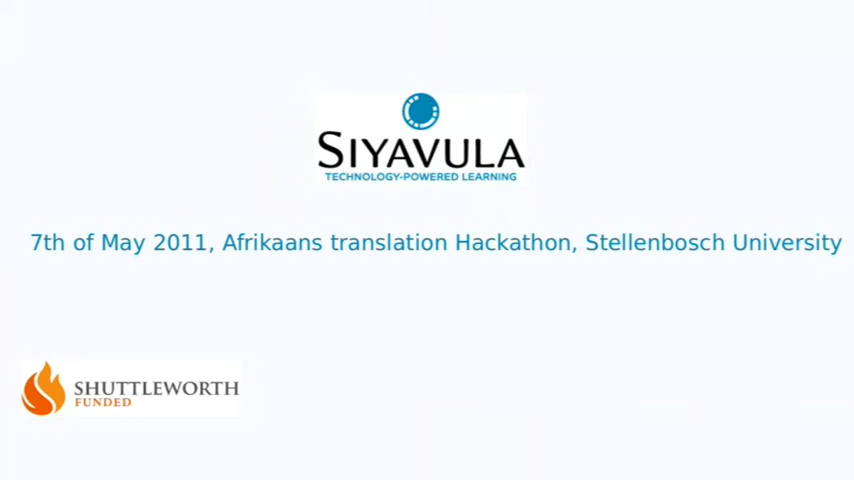 SIYAVULA
TECHNOLOGY-POWERED LEARNING
7th of May 2011, Afrikaans translation Hackathon, Stellenbosch University
SHUTTLEWORTH
FUNDED